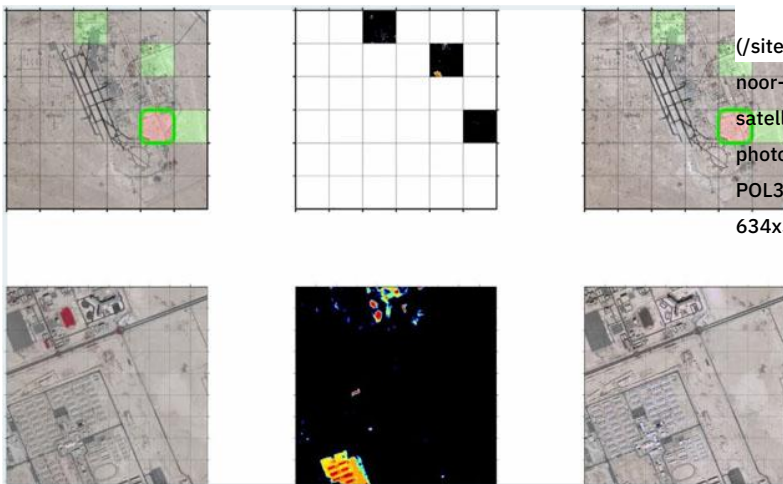 (/site
noor-
satell
photo
POL3
634x